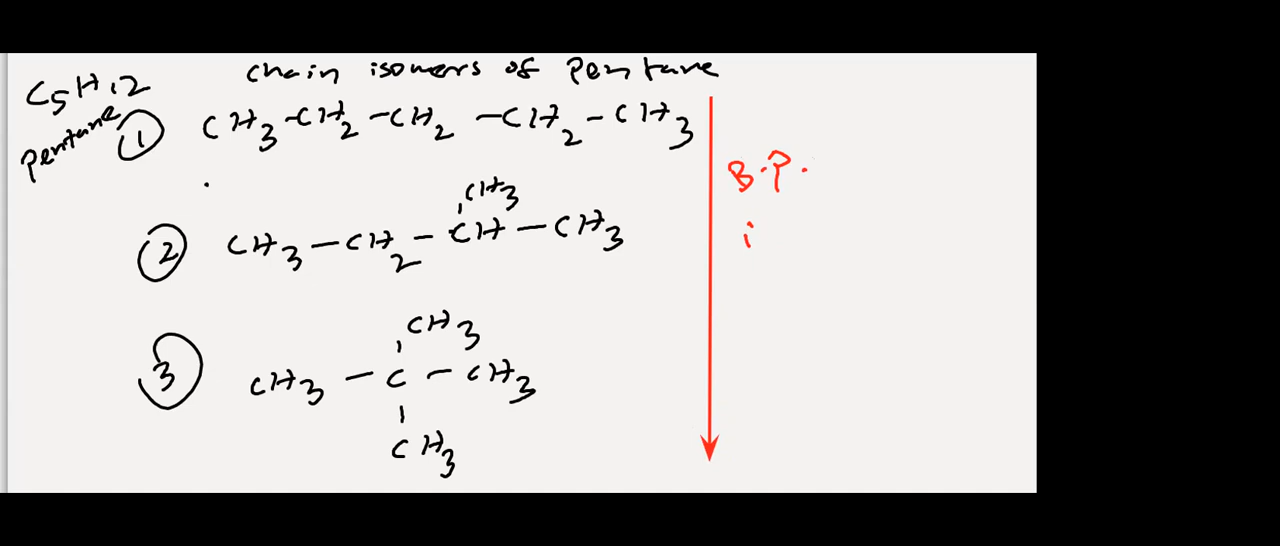 C5H12 chain isomers of Pentane
pentane ① CH3-CH2-CH2-CH2-CH3
B.P.
CH3
② CH3-CH2-CH-CH3
i
CH3
③ CH3-C-CH3
CH3